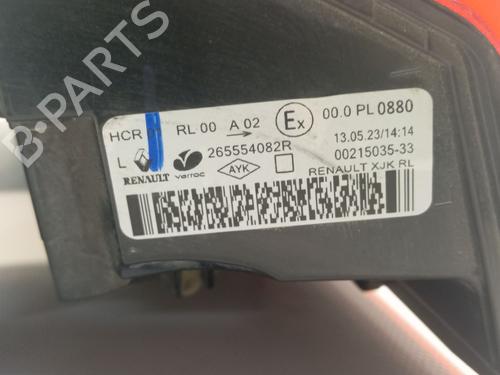 HCR RL 00 A 02 Ex 00.0 PL 0880
13.05.23/14:14
L RENAULT varroc 265554082R 00215035-33
AYK RENAULT XJK RL
B-PARTS